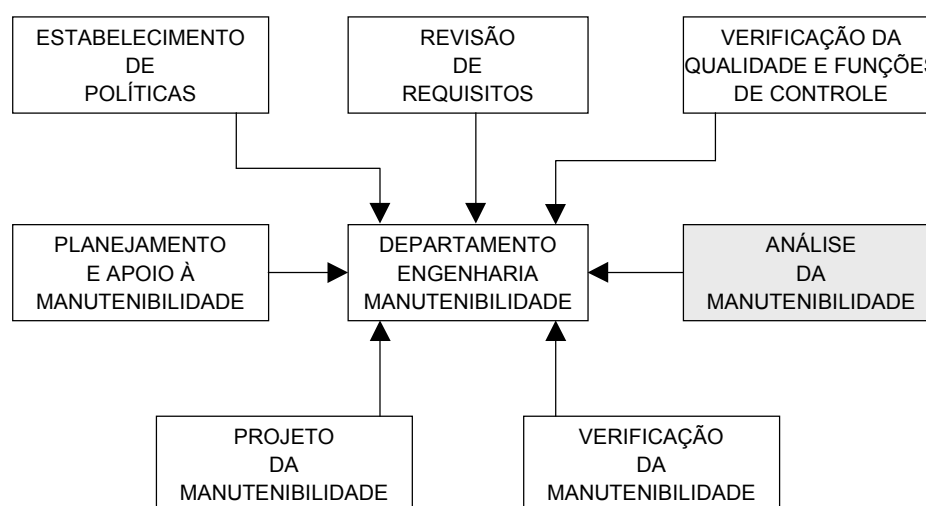 ESTABELECIMENTO
DE
POLÍTICAS
REVISÃO
DE
REQUISITOS
VERIFICAÇÃO DA
QUALIDADE E FUNÇÕES
DE CONTROLE
PLANEJAMENTO
E APOIO À
MANUTENIBILIDADE
DEPARTAMENTO
ENGENHARIA
MANUTENIBILIDADE
ANÁLISE
DA
MANUTENIBILIDADE
PROJETO
DA
MANUTENIBILIDADE
VERIFICAÇÃO
DA
MANUTENIBILIDADE